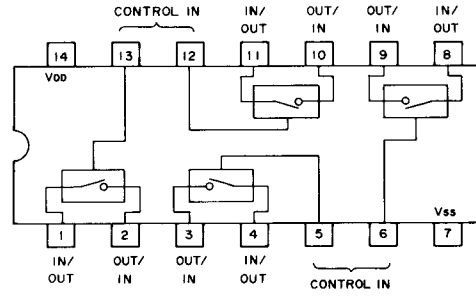 CONTROL IN
IN/ OUT/ OUT/ IN/
OUT IN IN OUT
14 13 12 11 10 9 8
VDD
VSS
1 2 3 4 5 6 7
IN/ OUT/ OUT/ IN/
OUT IN IN OUT
CONTROL IN